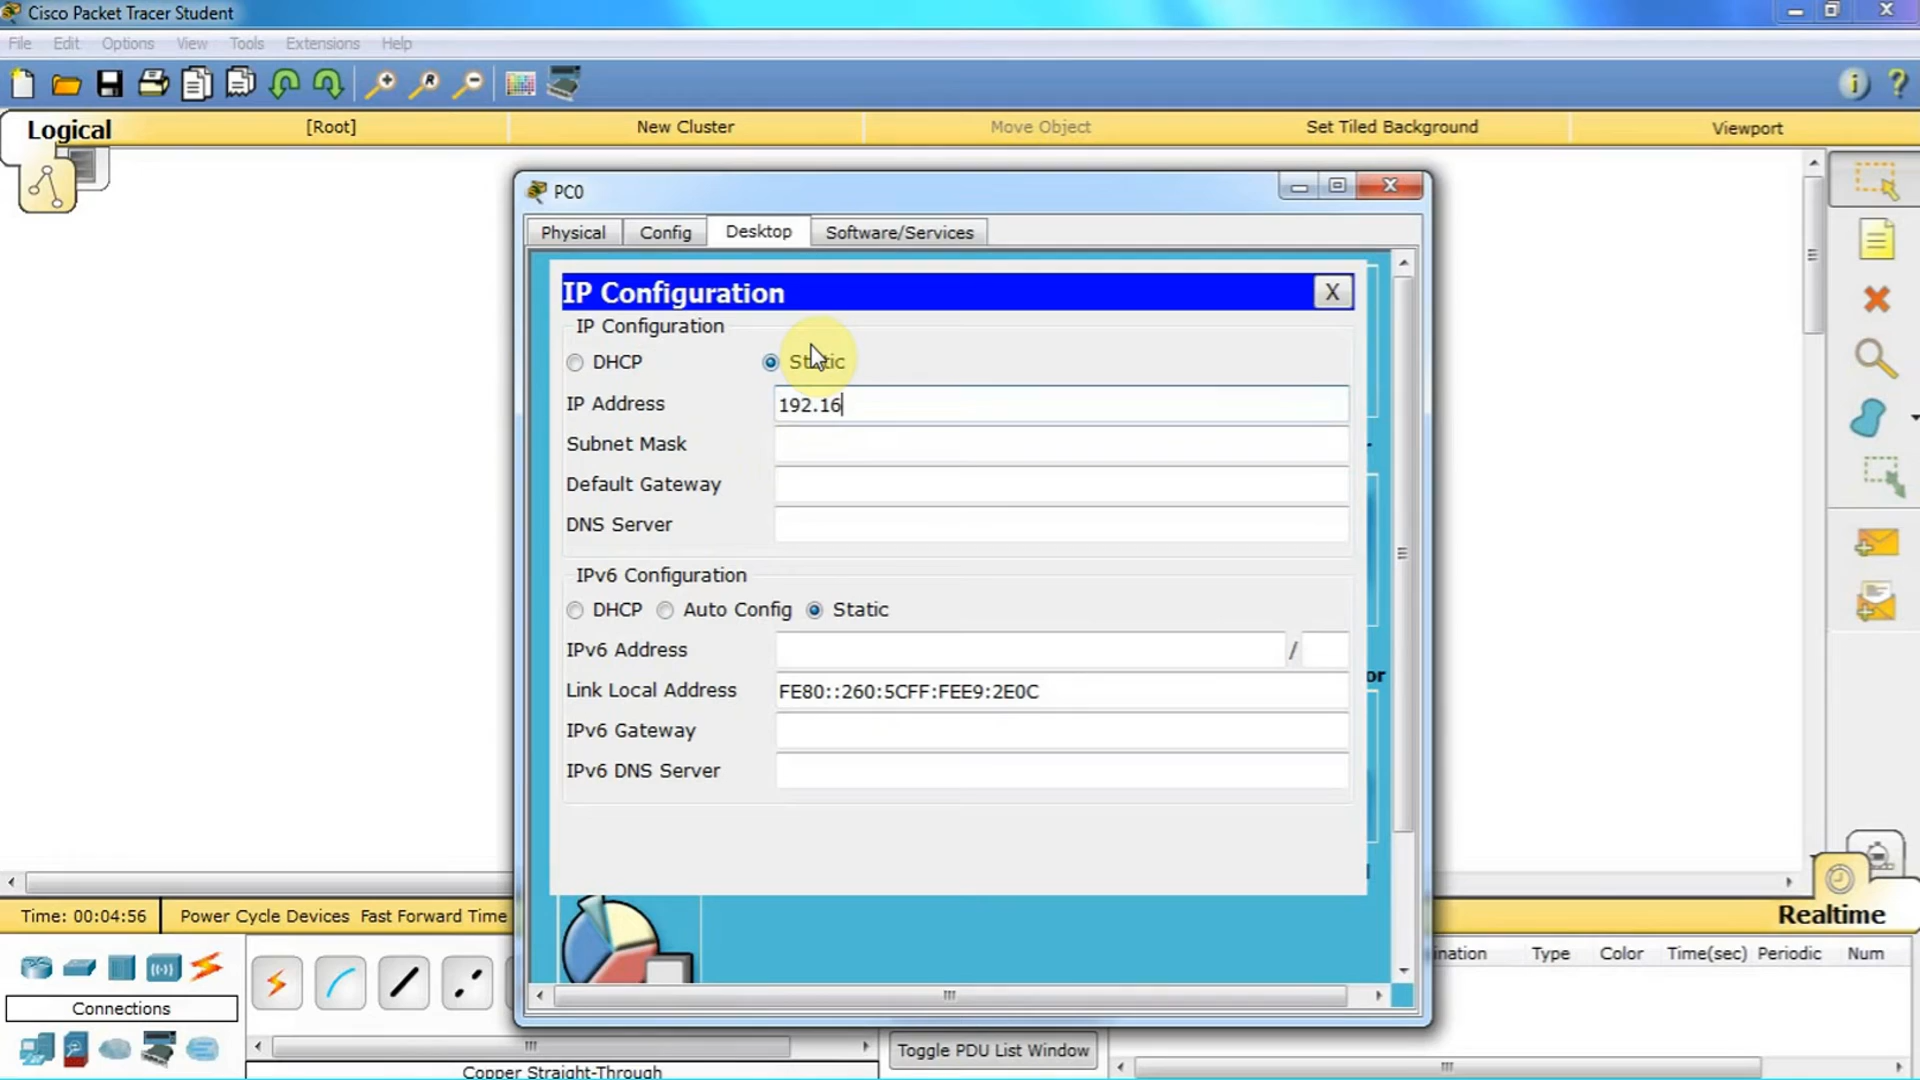 Cisco Packet Tracer Student
File Edit Options View Tools Extensions Help
Logical [Root] New Cluster Move Object Set Tiled Background Viewport
PC0
Physical Config Desktop Software/Services
IP Configuration X
IP Configuration
DHCP Static
IP Address 192.16
Subnet Mask
Default Gateway
DNS Server
IPv6 Configuration
DHCP Auto Config Static
IPv6 Address /
Link Local Address FE80::260:5CFF:FEE9:2E0C
IPv6 Gateway
IPv6 DNS Server
or
Time: 00:04:56 Power Cycle Devices Fast Forward Time Realtime
ination Type Color Time(sec) Periodic Num
Connections
Toggle PDU List Window
Copper Straight-Through